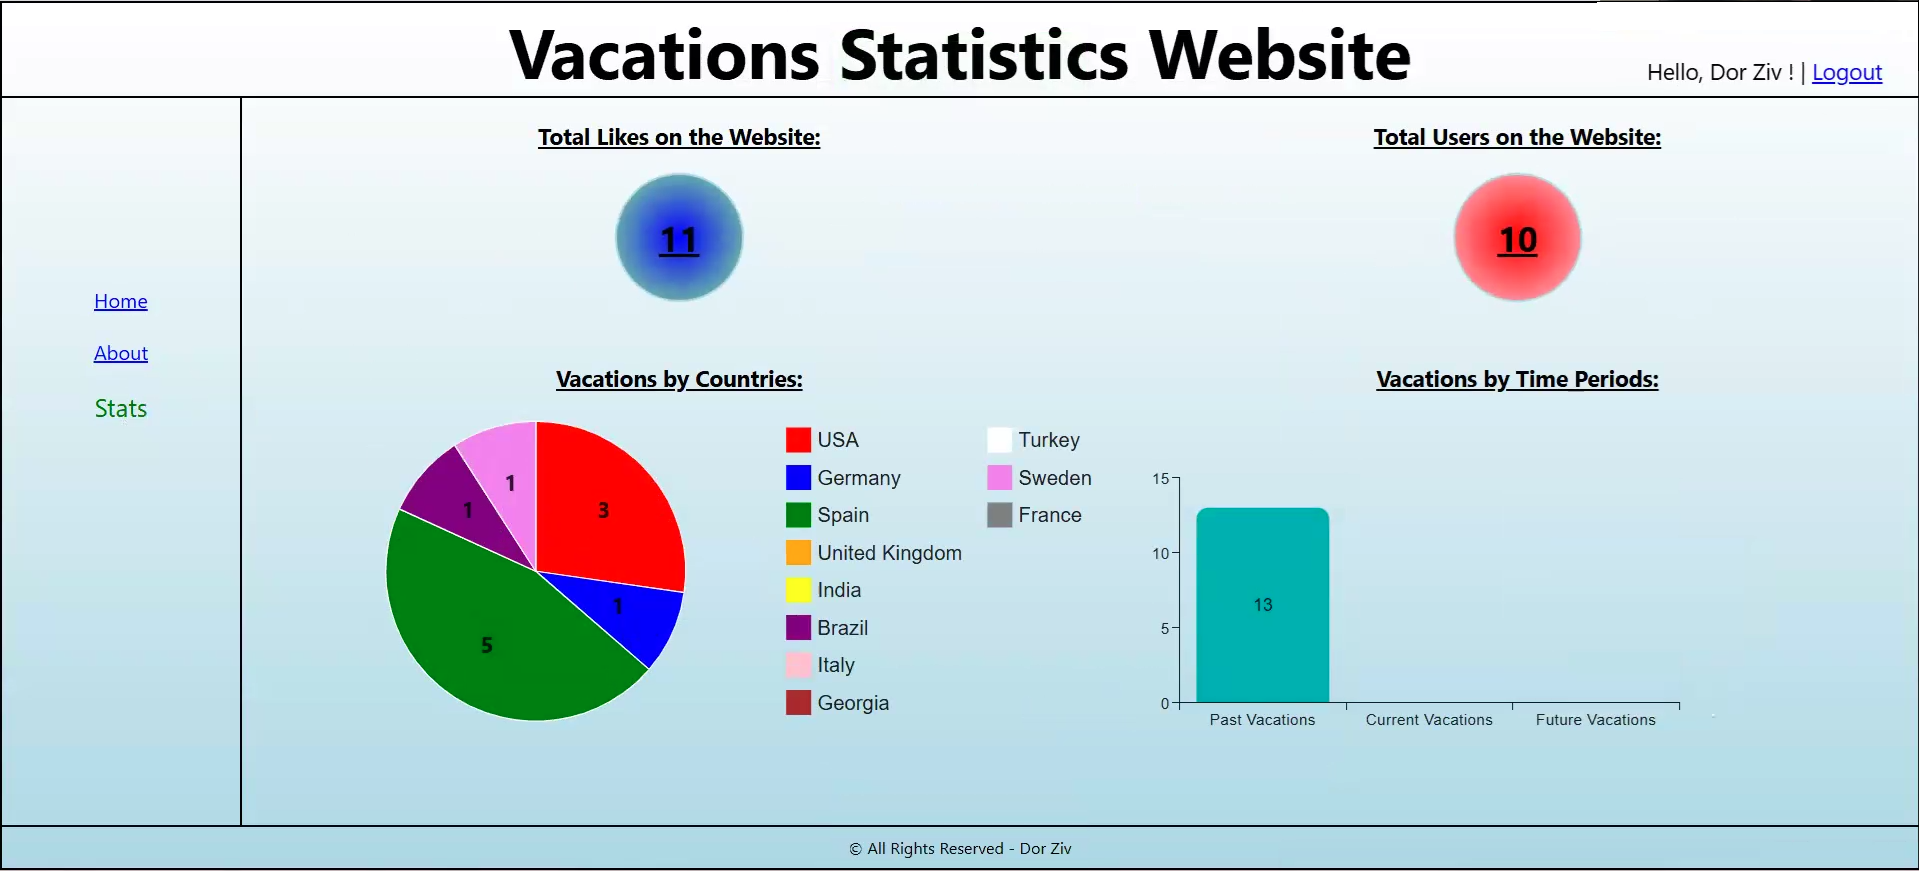 Vacations Statistics Website
Hello, Dor Ziv ! | Logout
Home
About
Stats
Total Likes on the Website:
11
Total Users on the Website:
10
Vacations by Countries:
3
1
5
1
1
USA
Germany
Spain
United Kingdom
India
Brazil
Italy
Georgia
Turkey
Sweden
France
Vacations by Time Periods:
15
10
5
0
13
Past Vacations
Current Vacations
Future Vacations
© All Rights Reserved - Dor Ziv